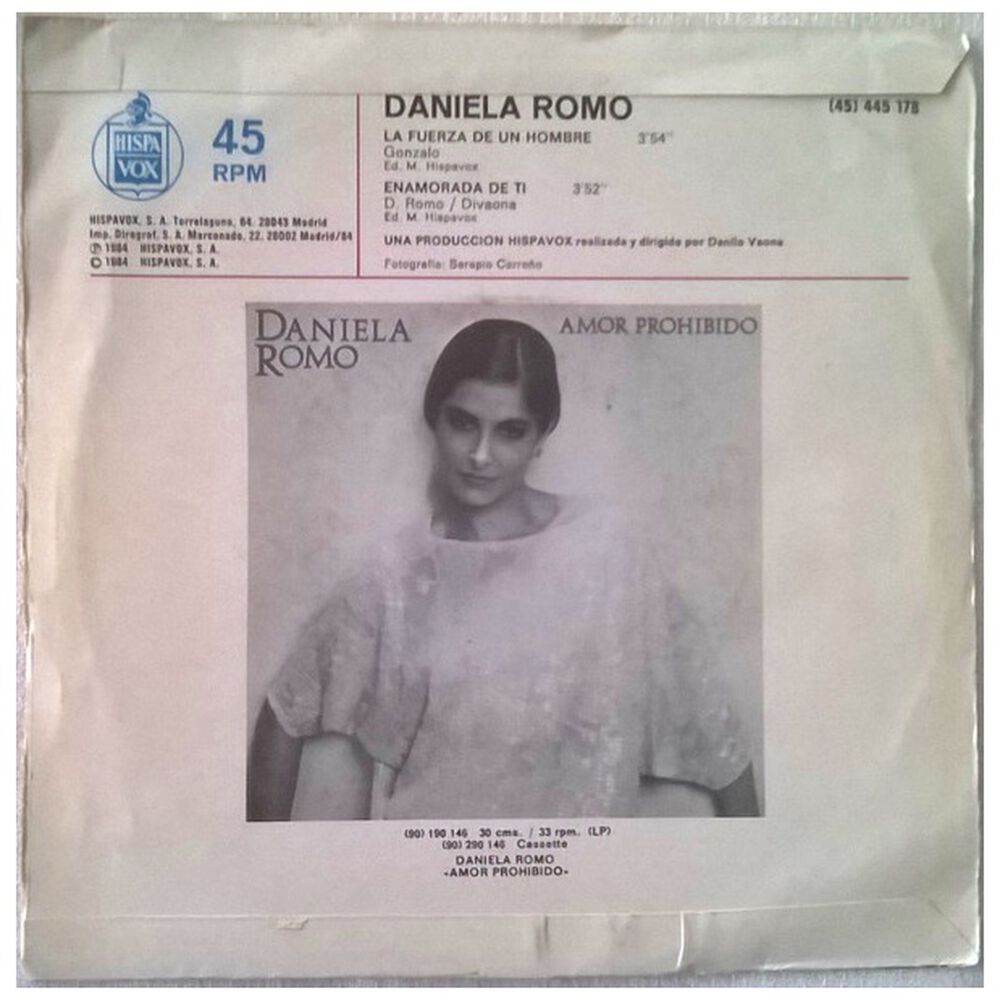 HISPA
VOX
45
RPM
HISPAVOX, S. A. Torrelaguna, 64. 28043 Madrid
Imp. Dirograf, S. A. Marconado, 22. 28002 Madrid/84
Ⓟ 1984 HISPAVOX, S. A.
© 1984 HISPAVOX, S. A.
DANIELA ROMO
(45) 445 178
LA FUERZA DE UN HOMBRE 3'54"
Gonzalo
Ed. M. Hispavox
ENAMORADA DE TI 3'52"
D. Romo / Divaona
Ed. M. Hispavox
UNA PRODUCCION HISPAVOX realizada y dirigida por Danilo Vaona
Fotografía: Serapio Carreño
DANIELA
ROMO
AMOR PROHIBIDO
(90) 190 146 30 cms. / 33 rpm. (LP)
(90) 290 146 Cassette
DANIELA ROMO
«AMOR PROHIBIDO»